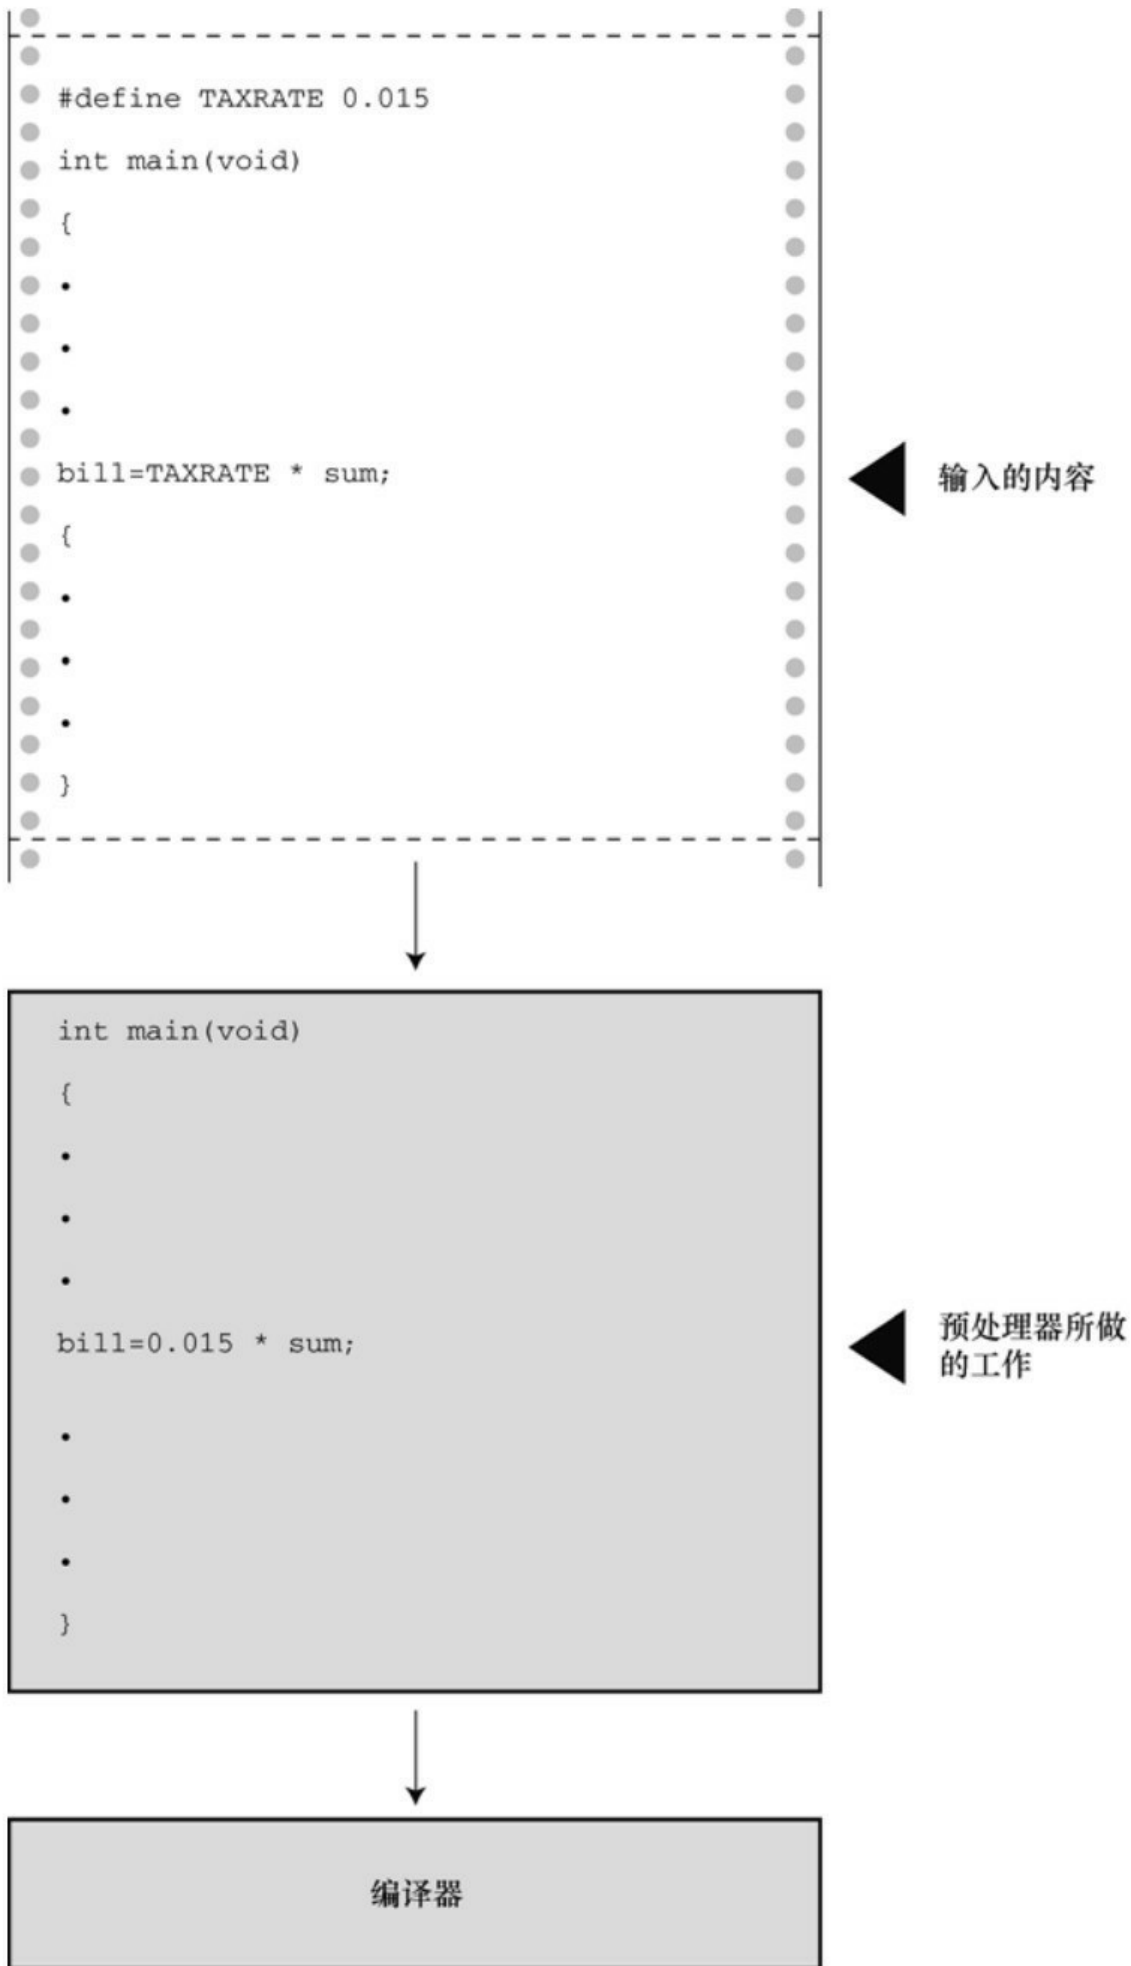 #define TAXRATE 0.015
int main(void)
{
•
•
•
bill=TAXRATE * sum;
{
•
•
•
}
输入的内容
int main(void)
{
•
•
•
bill=0.015 * sum;
•
•
•
}
预处理器所做
的工作
编译器